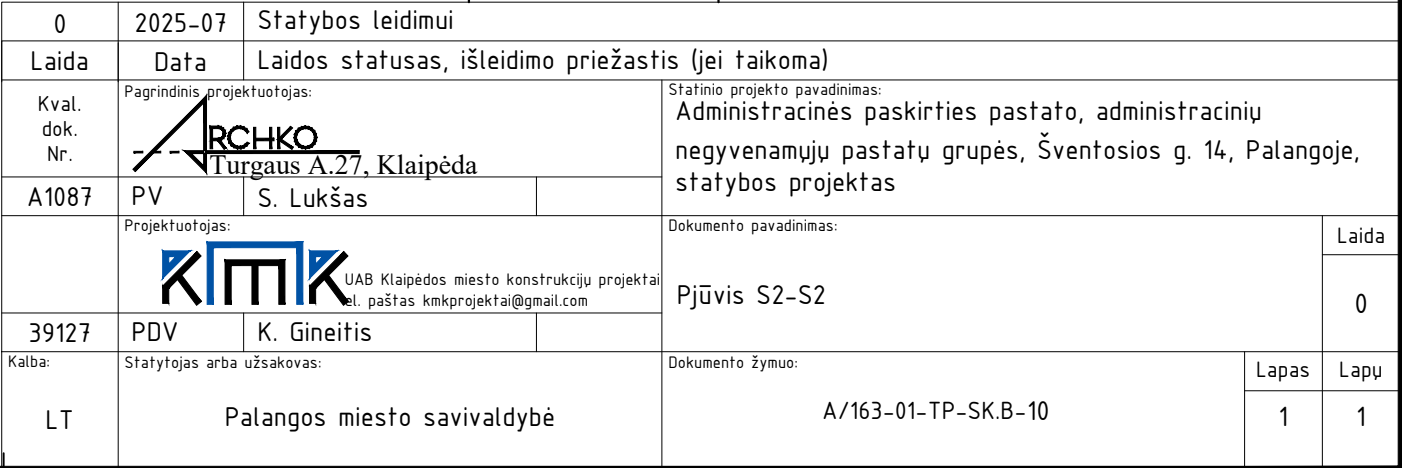 0 2025-07 Statybos leidimui
Laida Data Laidos statusas, išleidimo priežastis (jei taikoma)
Kval.
dok.
Nr.
Pagrindinis projektuotojas:
ARCHKO
Turgaus A.27, Klaipėda
Statinio projekto pavadinimas:
Administracinės paskirties pastato, administracinių
negyvenamųjų pastatų grupės, Šventosios g. 14, Palangoje,
statybos projektas
A1087 PV S. Lukšas
Projektuotojas:
KMK
UAB Klaipėdos miesto konstrukcijų projektai
el. paštas kmkprojektai@gmail.com
Dokumento pavadinimas:
Pjūvis S2-S2
Laida
0
39127 PDV K. Gineitis
Kalba:
LT
Statytojas arba užsakovas:
Palangos miesto savivaldybė
Dokumento žymuo:
A/163-01-TP-SK.B-10
Lapas Lapų
1 1